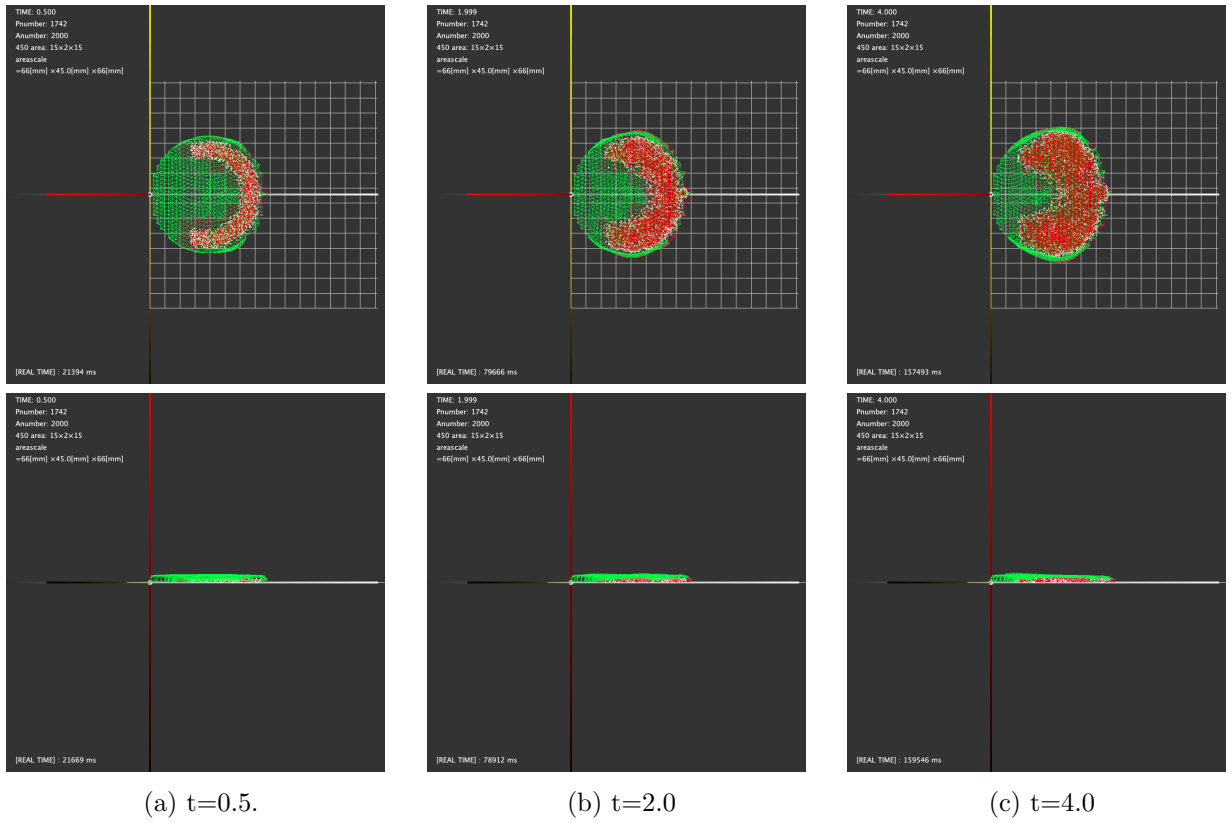 TIME: 0.500
Pnumber: 1742
Anumber: 2000
450 area: 15×2×15
areascale
=66[mm] ×45.0[mm] ×66[mm]
[REAL TIME] : 21394 ms
TIME: 1.999
Pnumber: 1742
Anumber: 2000
450 area: 15×2×15
areascale
=66[mm] ×45.0[mm] ×66[mm]
[REAL TIME] : 79666 ms
TIME: 4.000
Pnumber: 1742
Anumber: 2000
450 area: 15×2×15
areascale
=66[mm] ×45.0[mm] ×66[mm]
[REAL TIME] : 157493 ms
TIME: 0.500
Pnumber: 1742
Anumber: 2000
450 area: 15×2×15
areascale
=66[mm] ×45.0[mm] ×66[mm]
[REAL TIME] : 21669 ms
TIME: 1.999
Pnumber: 1742
Anumber: 2000
450 area: 15×2×15
areascale
=66[mm] ×45.0[mm] ×66[mm]
[REAL TIME] : 78912 ms
TIME: 4.000
Pnumber: 1742
Anumber: 2000
450 area: 15×2×15
areascale
=66[mm] ×45.0[mm] ×66[mm]
[REAL TIME] : 159546 ms
(a) t=0.5.
(b) t=2.0
(c) t=4.0